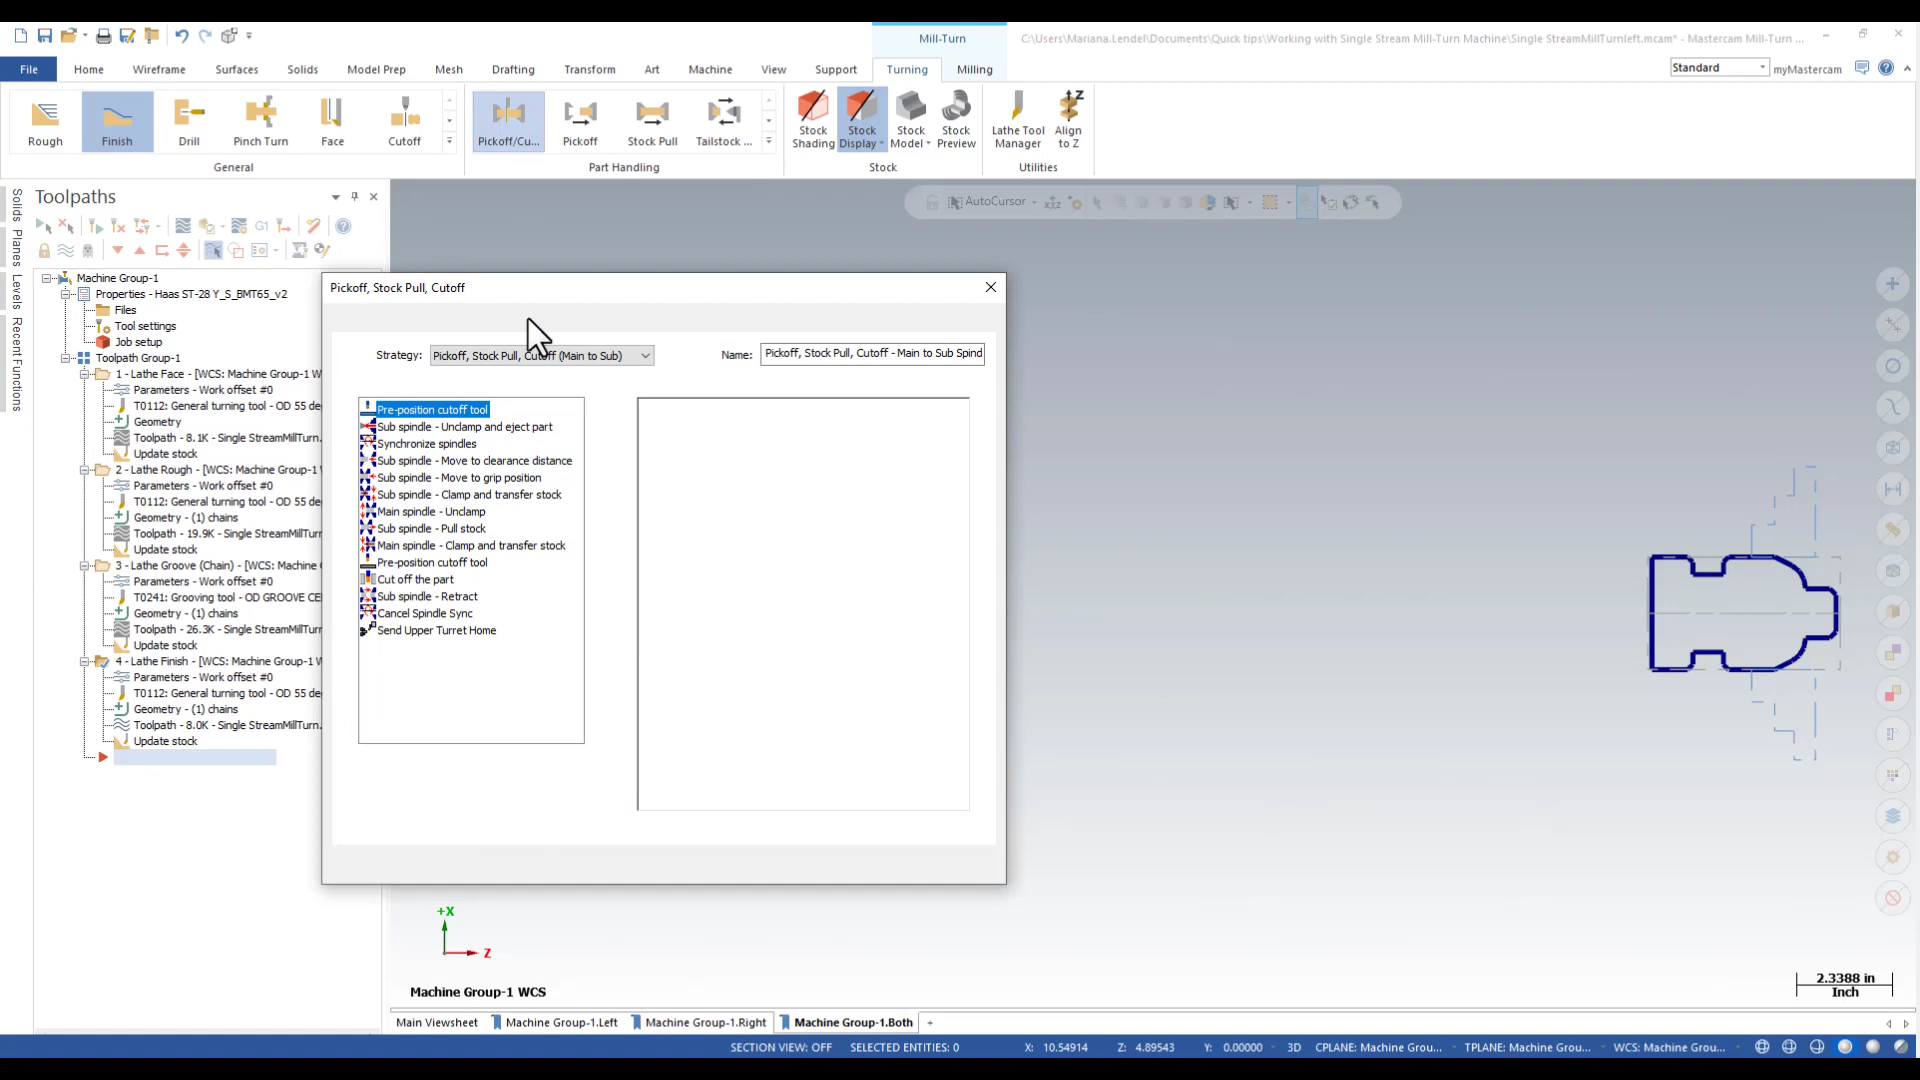 Mill-Turn
C:\Users\Mariana.Lendel\Documents\Quick tips\Working with Single Stream Mill-Turn Machine\Single StreamMillTurnleft.mcam* - Mastercam Mill-Turn ...
File Home Wireframe Surfaces Solids Model Prep Mesh Drafting Transform Art Machine View Support Turning Milling
Standard myMastercam
Rough Finish Drill Pinch Turn Face Cutoff Pickoff/Cu... Pickoff Stock Pull Tailstock ...
Stock Shading Stock Display Stock Model Stock Preview Lathe Tool Manager Align to Z
General Part Handling Stock Utilities
Toolpaths
AutoCursor
XYZ
G1
Solids
Planes
Levels
Recent Functions
Machine Group-1
Properties - Haas ST-28 Y_S_BMT65_v2
Files
Tool settings
Job setup
Toolpath Group-1
1 - Lathe Face - [WCS: Machine Group-1 W
Parameters - Work offset #0
T0112: General turning tool - OD 55 de
Geometry
Toolpath - 8.1K - Single StreamMillTurn.
Update stock
2 - Lathe Rough - [WCS: Machine Group-1
Parameters - Work offset #0
T0112: General turning tool - OD 55 de
Geometry - (1) chains
Toolpath - 19.9K - Single StreamMillTurn
Update stock
3 - Lathe Groove (Chain) - [WCS: Machine
Parameters - Work offset #0
T0241: Grooving tool - OD GROOVE CE
Geometry - (1) chains
Toolpath - 26.3K - Single StreamMillTurn
Update stock
4 - Lathe Finish - [WCS: Machine Group-1 W
Parameters - Work offset #0
T0112: General turning tool - OD 55 de
Geometry - (1) chains
Toolpath - 8.0K - Single StreamMillTurn.
Update stock
Pickoff, Stock Pull, Cutoff
Strategy: Pickoff, Stock Pull, Cutoff (Main to Sub)
Name: Pickoff, Stock Pull, Cutoff - Main to Sub Spind
Pre-position cutoff tool
Sub spindle - Unclamp and eject part
Synchronize spindles
Sub spindle - Move to clearance distance
Sub spindle - Move to grip position
Sub spindle - Clamp and transfer stock
Main spindle - Unclamp
Sub spindle - Pull stock
Main spindle - Clamp and transfer stock
Pre-position cutoff tool
Cut off the part
Sub spindle - Retract
Cancel Spindle Sync
Send Upper Turret Home
+X
Z
Machine Group-1 WCS
2.3388 in
Inch
Main Viewsheet Machine Group-1.Left Machine Group-1.Right Machine Group-1.Both +
SECTION VIEW: OFF SELECTED ENTITIES: 0 X: 10.54914 Z: 4.89543 Y: 0.00000 3D CPLANE: Machine Grou... TPLANE: Machine Grou... WCS: Machine Grou...